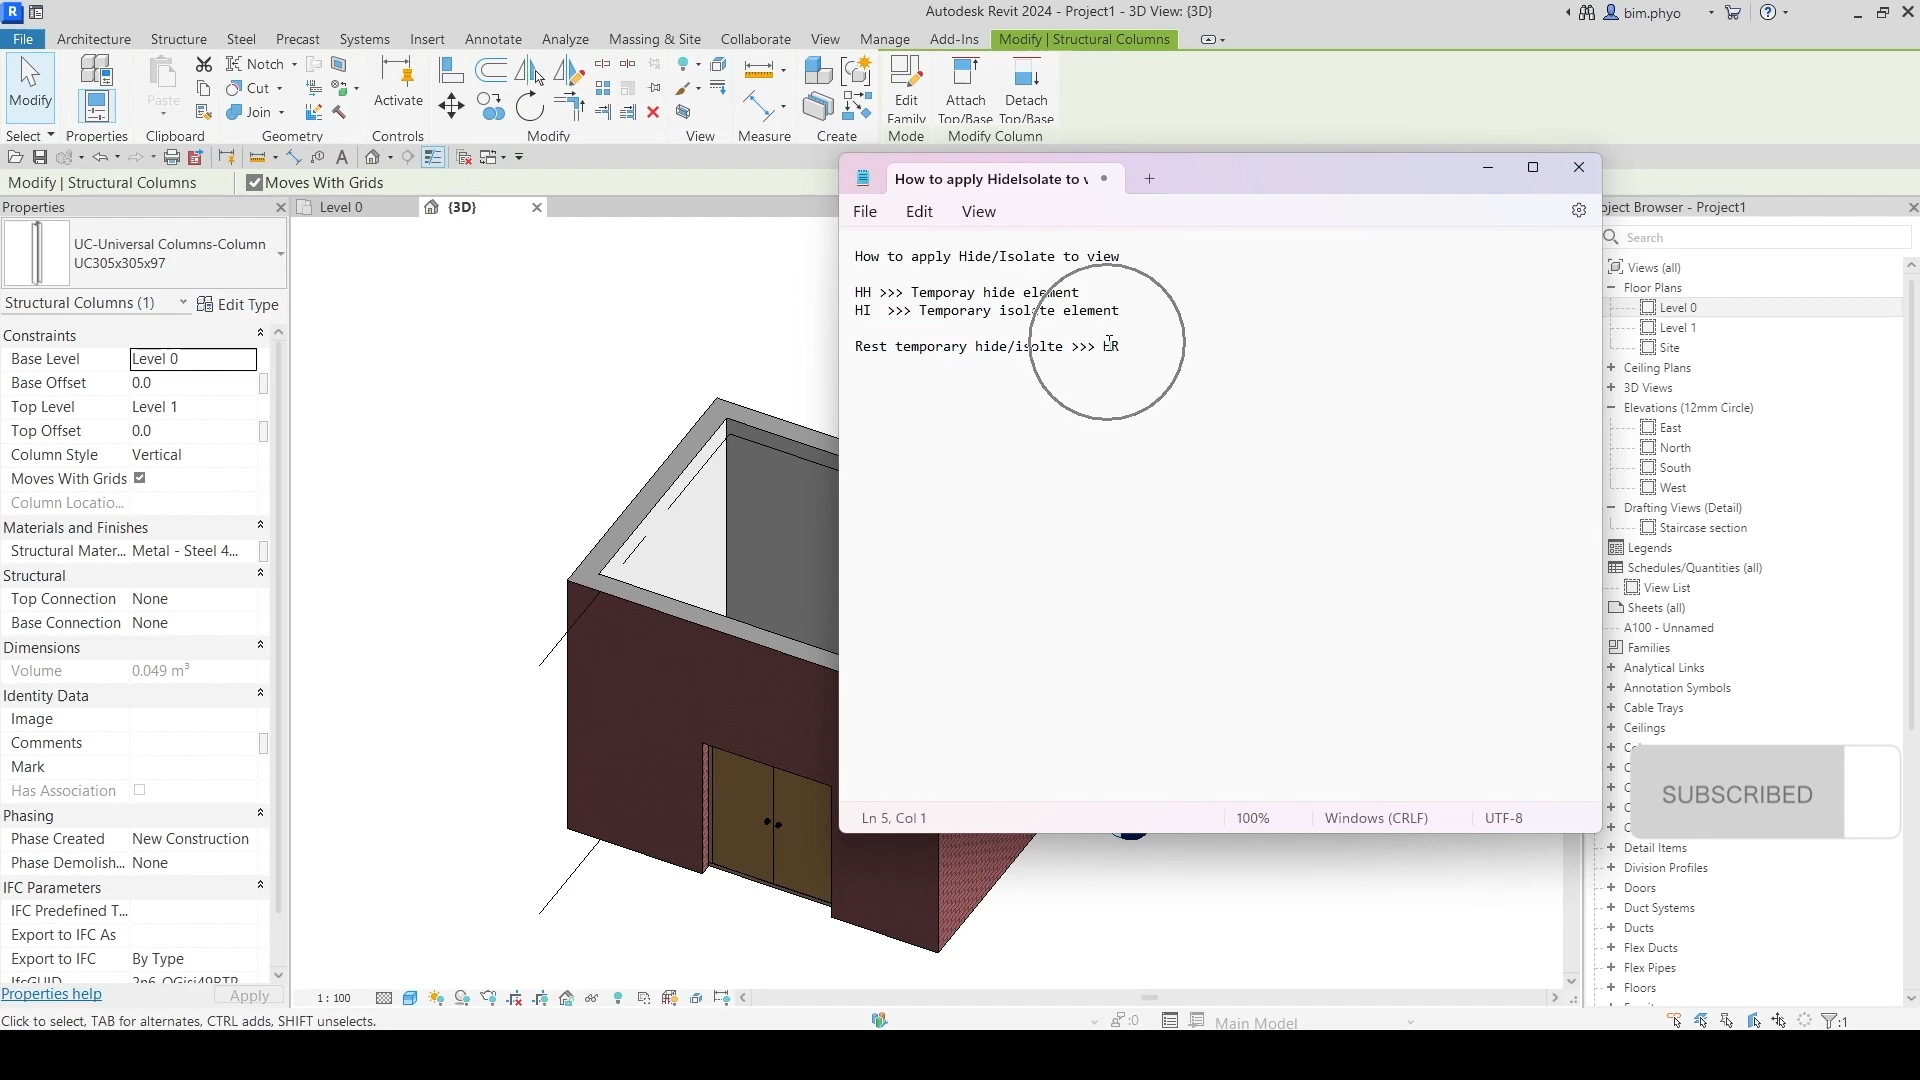 Autodesk Revit 2024 - Project1 - 3D View: {3D}
bim.phyo
File Architecture Structure Steel Precast Systems Insert Annotate Analyze Massing & Site Collaborate View Manage Add-Ins Modify | Structural Columns
Modify
Paste
Notch
Cut
Join
Activate
Edit Family
Attach Top/Base
Detach Top/Base
Select Properties Clipboard Geometry Controls Modify View Measure Create Mode Modify Column
Modify | Structural Columns
Moves With Grids
Properties
Level 0
{3D}
UC-Universal Columns-Column
UC305x305x97
Structural Columns (1)
Edit Type
Constraints
Base Level Level 0
Base Offset 0.0
Top Level Level 1
Top Offset 0.0
Column Style Vertical
Moves With Grids
Column Locatio...
Materials and Finishes
Structural Mater... Metal - Steel 4...
Structural
Top Connection None
Base Connection None
Dimensions
Volume 0.049 m³
Identity Data
Image
Comments
Mark
Has Association
Phasing
Phase Created New Construction
Phase Demolish... None
IFC Parameters
IFC Predefined T...
Export to IFC As
Export to IFC By Type
Properties help
Apply
How to apply HideIsolate to v
File Edit View
How to apply Hide/Isolate to view
HH >>> Temporay hide element
HI >>> Temporary isolate element
Rest temporary hide/isolte >>> HR
Ln 5, Col 1
100%
Windows (CRLF)
UTF-8
oject Browser - Project1
Search
Views (all)
Floor Plans
Level 0
Level 1
Site
Ceiling Plans
3D Views
Elevations (12mm Circle)
East
North
South
West
Drafting Views (Detail)
Staircase section
Legends
Schedules/Quantities (all)
View List
Sheets (all)
A100 - Unnamed
Families
Analytical Links
Annotation Symbols
Cable Trays
Ceilings
SUBSCRIBED
Detail Items
Division Profiles
Doors
Duct Systems
Ducts
Flex Ducts
Flex Pipes
Floors
1 : 100
Click to select, TAB for alternates, CTRL adds, SHIFT unselects.
:0
Main Model
:1